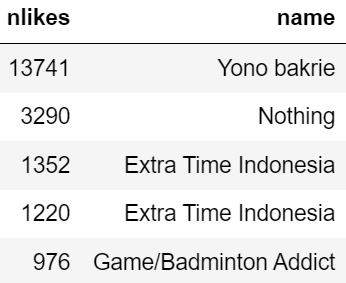 nlikes name
13741 Yono bakrie
3290 Nothing
1352 Extra Time Indonesia
1220 Extra Time Indonesia
976 Game/Badminton Addict